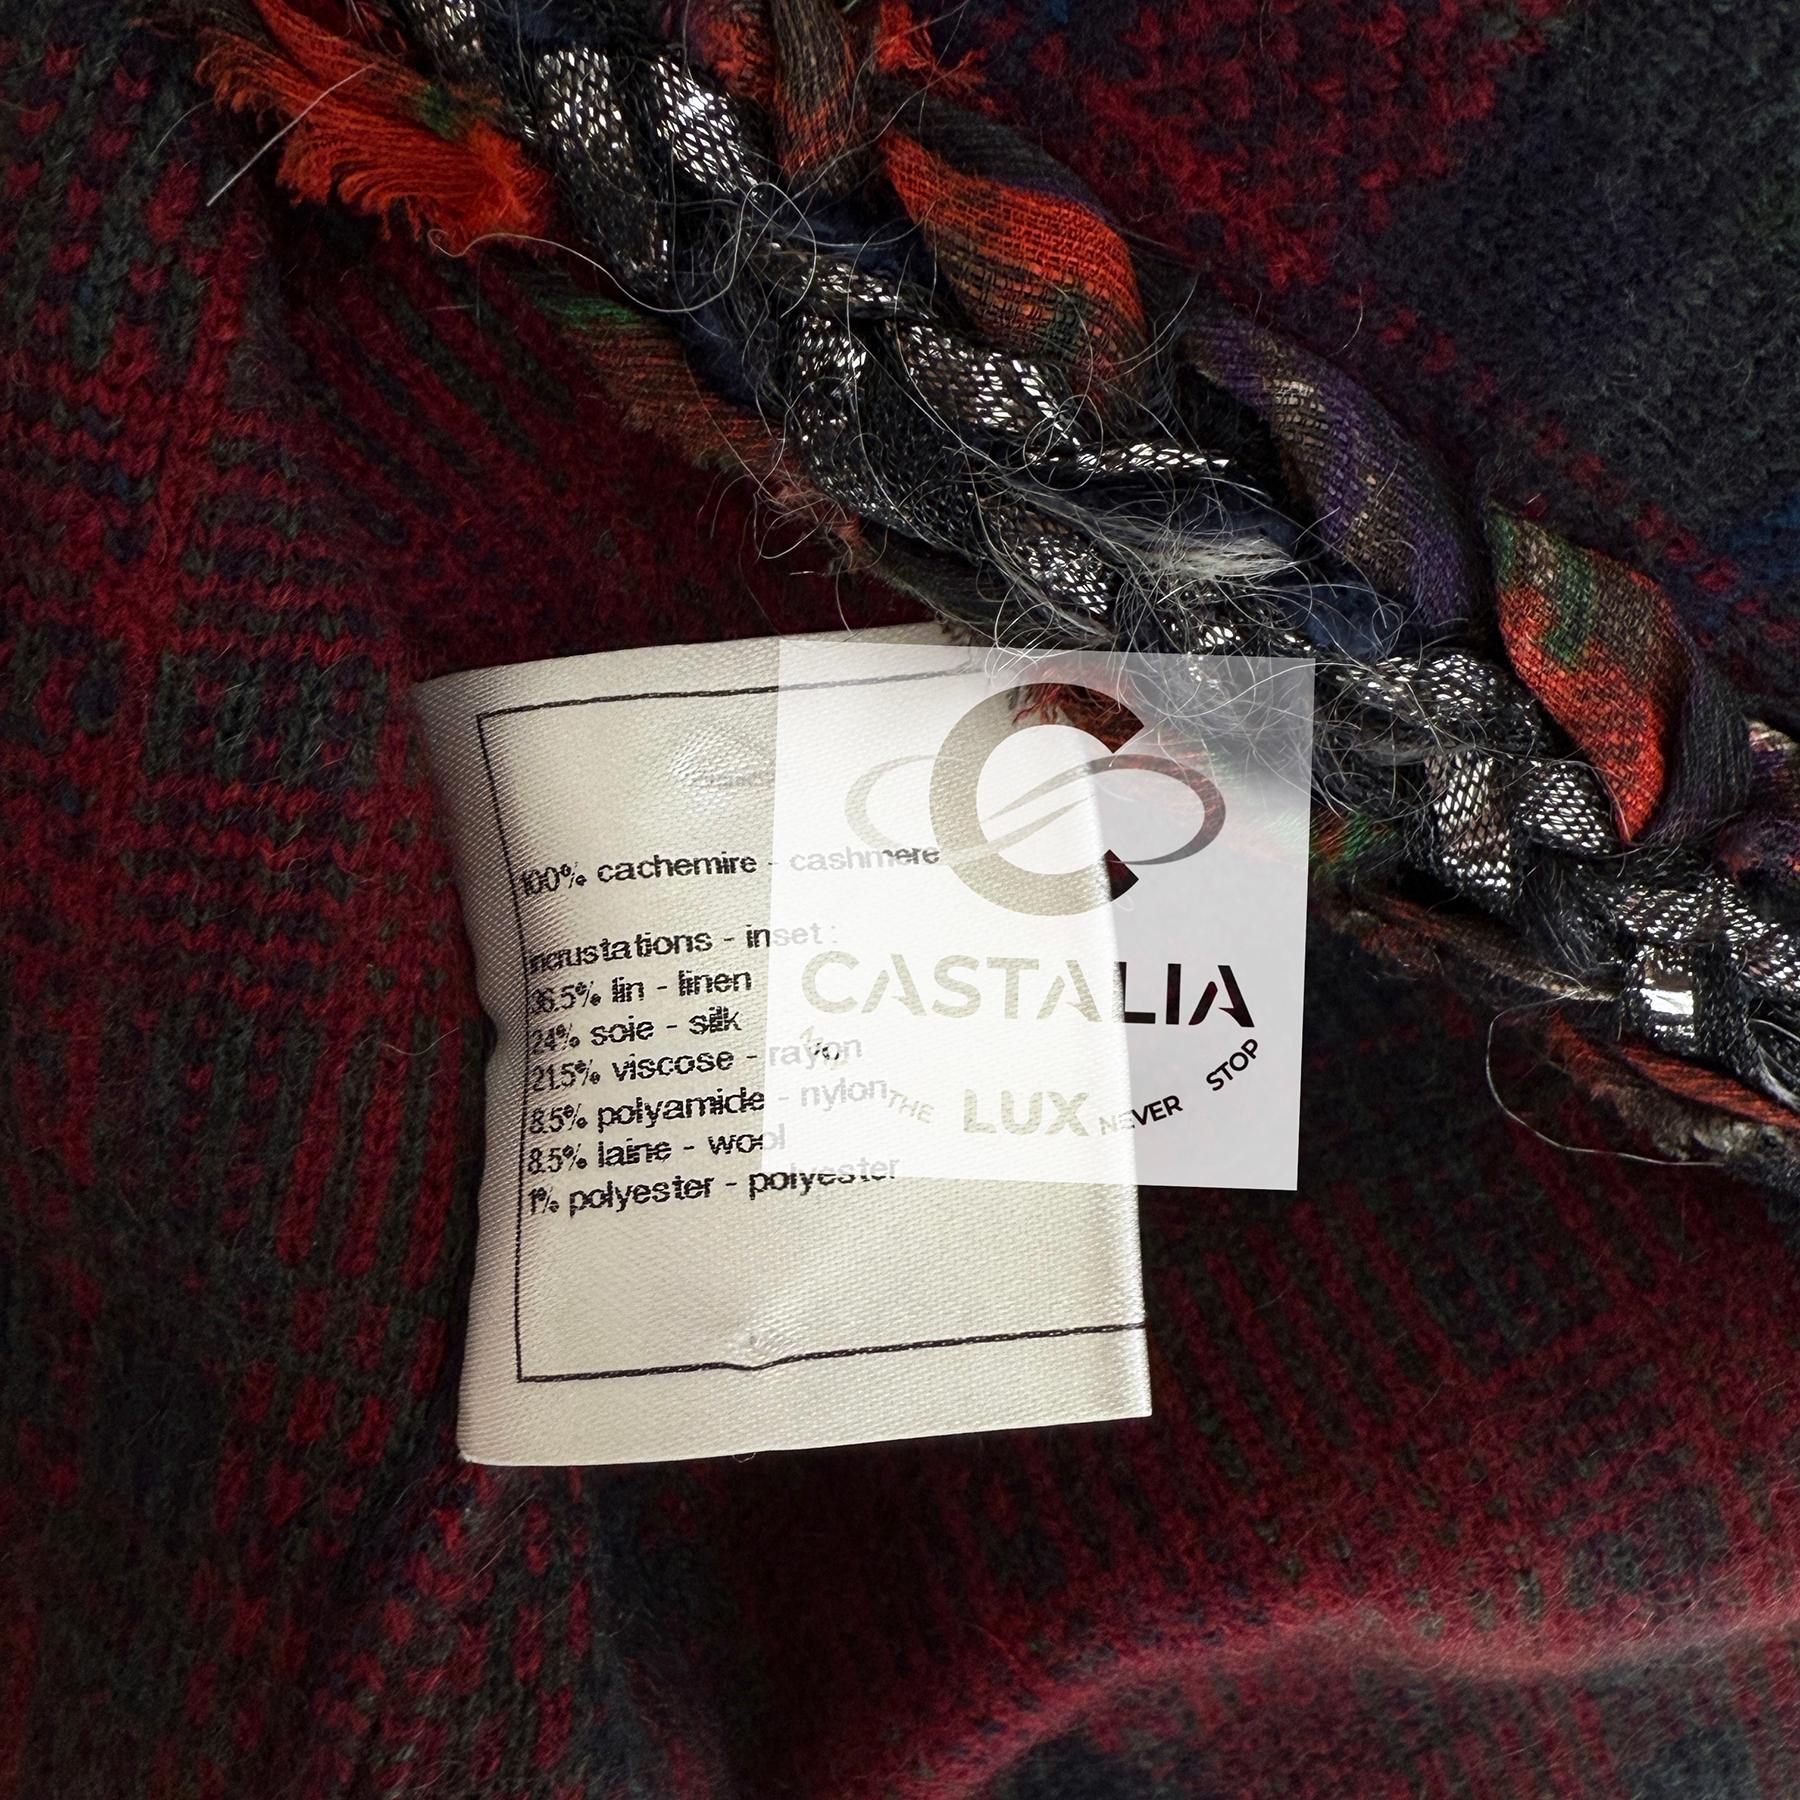 100% cachemire - cashmere
incrustations - inset :
36.5% lin - linen
24% soie - silk
21.5% viscose - rayon
8.5% polyamide - nylon
8.5% laine - wool
1% polyester - polyester
C
CASTALIA
THE LUX NEVER STOP